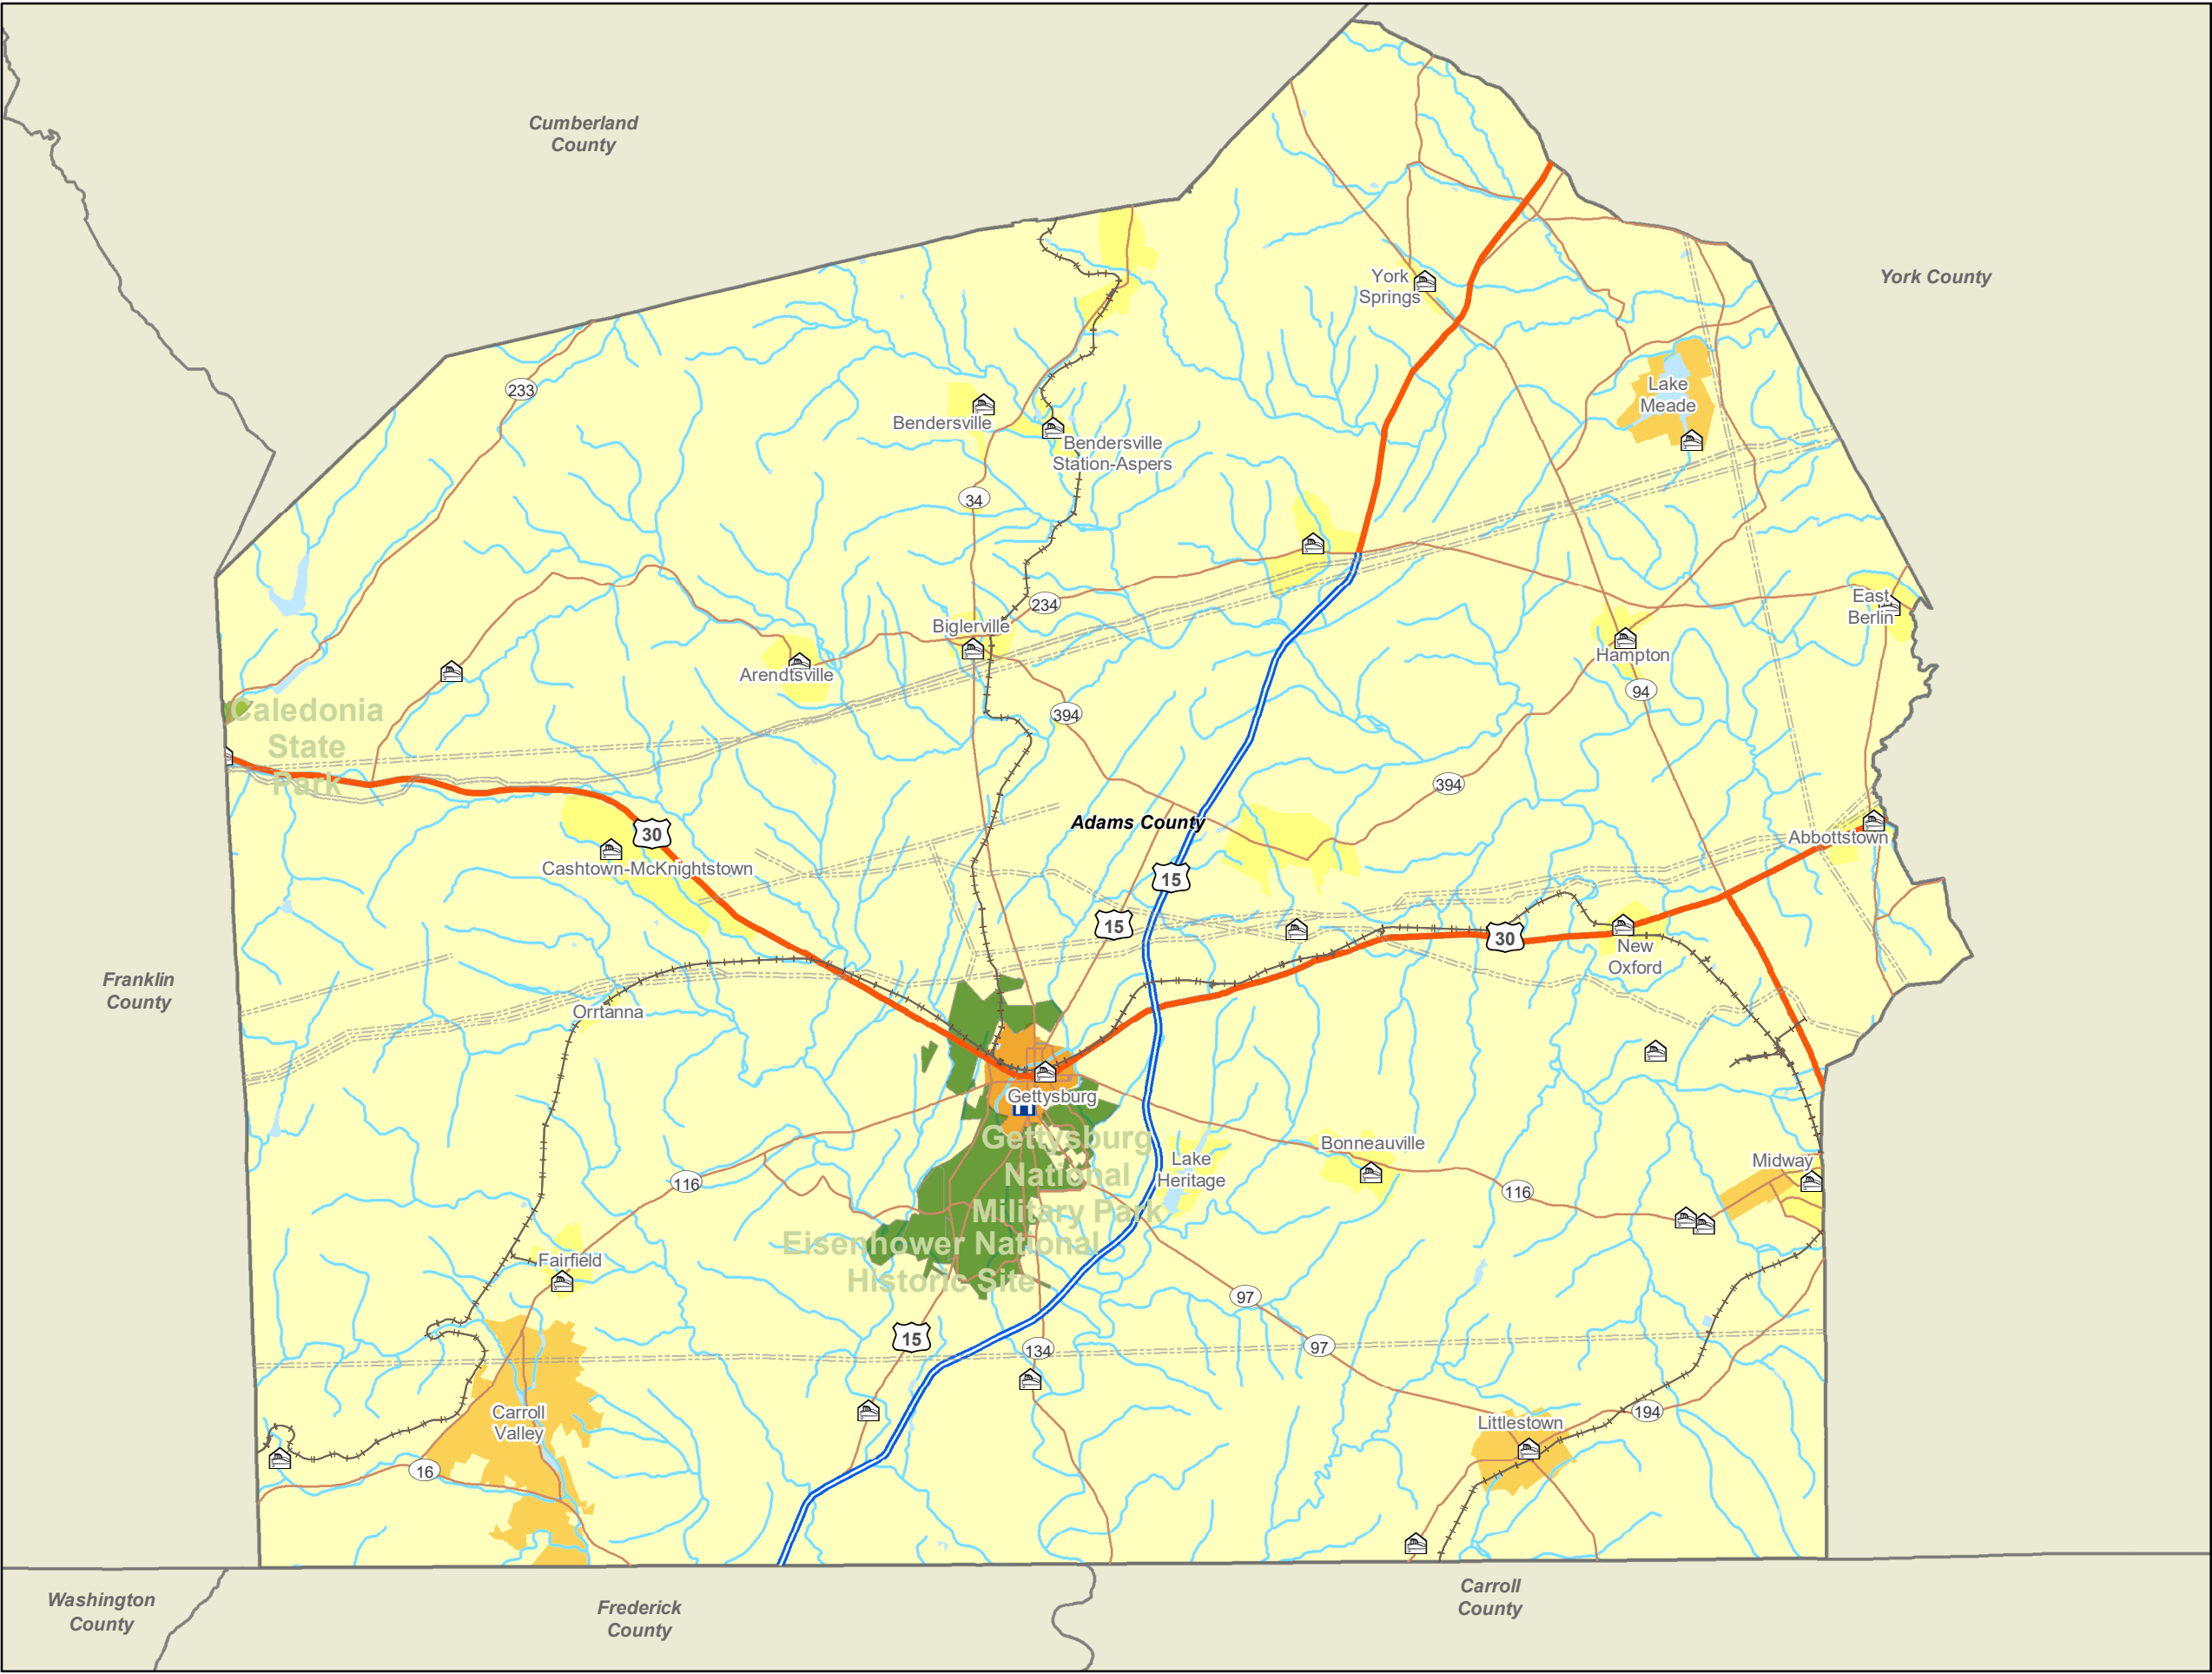 Cumberland
County
York County
York
Springs
233
Lake
Meade
Bendersville
Bendersville
Station-Aspers
34
234
East
Berlin
Biglerville
Hampton
Arendtsville
94
Caledonia
State
Park
394
394
Adams County
30
Abbottstown
Cashtown-McKnightstown
15
15
30
New
Oxford
Franklin
County
Orrtanna
Gettysburg
H
Gettysburg
National
Military Park
Bonneauville
Lake
Heritage
Midway
116
116
Eisenhower National
Historic Site
Fairfield
97
15
134
97
Carroll
Valley
194
Littlestown
16
Washington
County
Frederick
County
Carroll
County